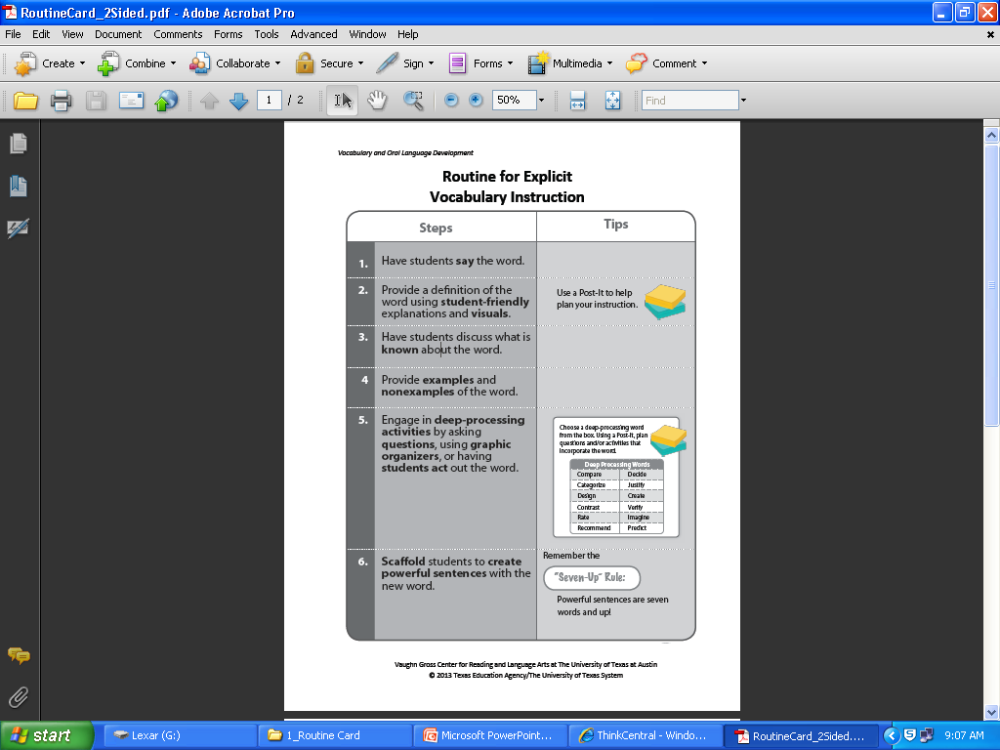 RoutineCard_2Sided.pdf - Adobe Acrobat Pro
File Edit View Document Comments Forms Tools Advanced Window Help
Create Combine Collaborate Secure Sign Forms Multimedia Comment
1 / 2 50% Find
Vocabulary and Oral Language Development
Routine for Explicit
Vocabulary Instruction
Steps Tips
1. Have students say the word.
2. Provide a definition of the
word using student-friendly
explanations and visuals.
Use a Post-It to help
plan your instruction.
3. Have students discuss what is
known about the word.
4 Provide examples and
nonexamples of the word.
5. Engage in deep-processing
activities by asking
questions, using graphic
organizers, or having
students act out the word.
Choose a deep-processing word
from the box. Using a Post-It, plan
questions and/or activities that
incorporate the word.
Deep Processing Words
Compare Decide
Categorize Justify
Design Create
Contrast Verify
Rate Imagine
Recommend Predict
6. Scaffold students to create
powerful sentences with the
new word.
Remember the
"Seven-Up" Rule:
Powerful sentences are seven
words and up!
Vaughn Gross Center for Reading and Language Arts at The University of Texas at Austin
© 2013 Texas Education Agency/The University of Texas System
start Lexar (G:) 1_Routine Card Microsoft PowerPoint... ThinkCentral - Windo... RoutineCard_2Sided.... 9:07 AM